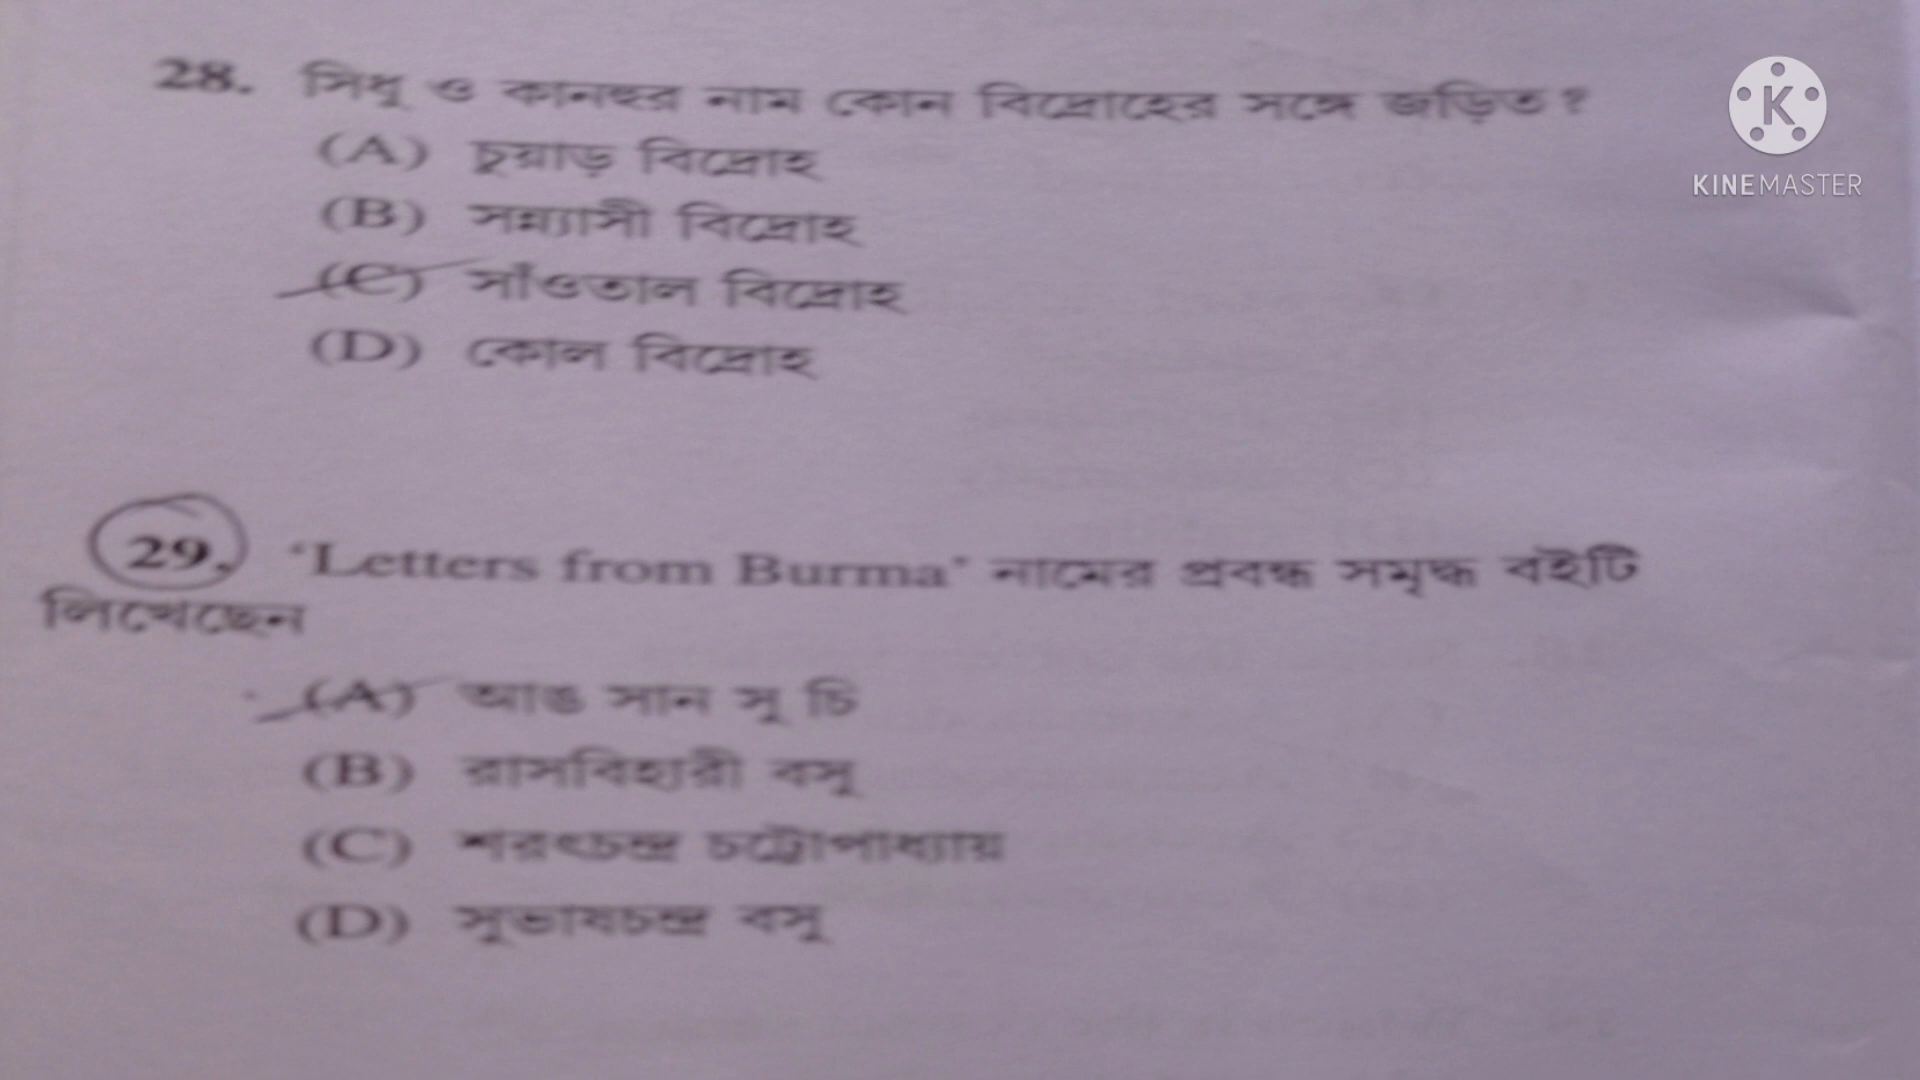 28. সিধু ও কানহুর নাম কোন বিদ্রোহের সঙ্গে জড়িত?
(A) চুয়াড় বিদ্রোহ
(B) সন্ন্যাসী বিদ্রোহ
(C) সাঁওতাল বিদ্রোহ
(D) কোল বিদ্রোহ
29. ‘Letters from Burma’ নামের প্রবন্ধ সমৃদ্ধ বইটি
লিখেছেন
(A) আঙ সান সু চি
(B) রাসবিহারী বসু
(C) শরৎচন্দ্র চট্টোপাধ্যায়
(D) সুভাষচন্দ্র বসু
K
KINEMASTER